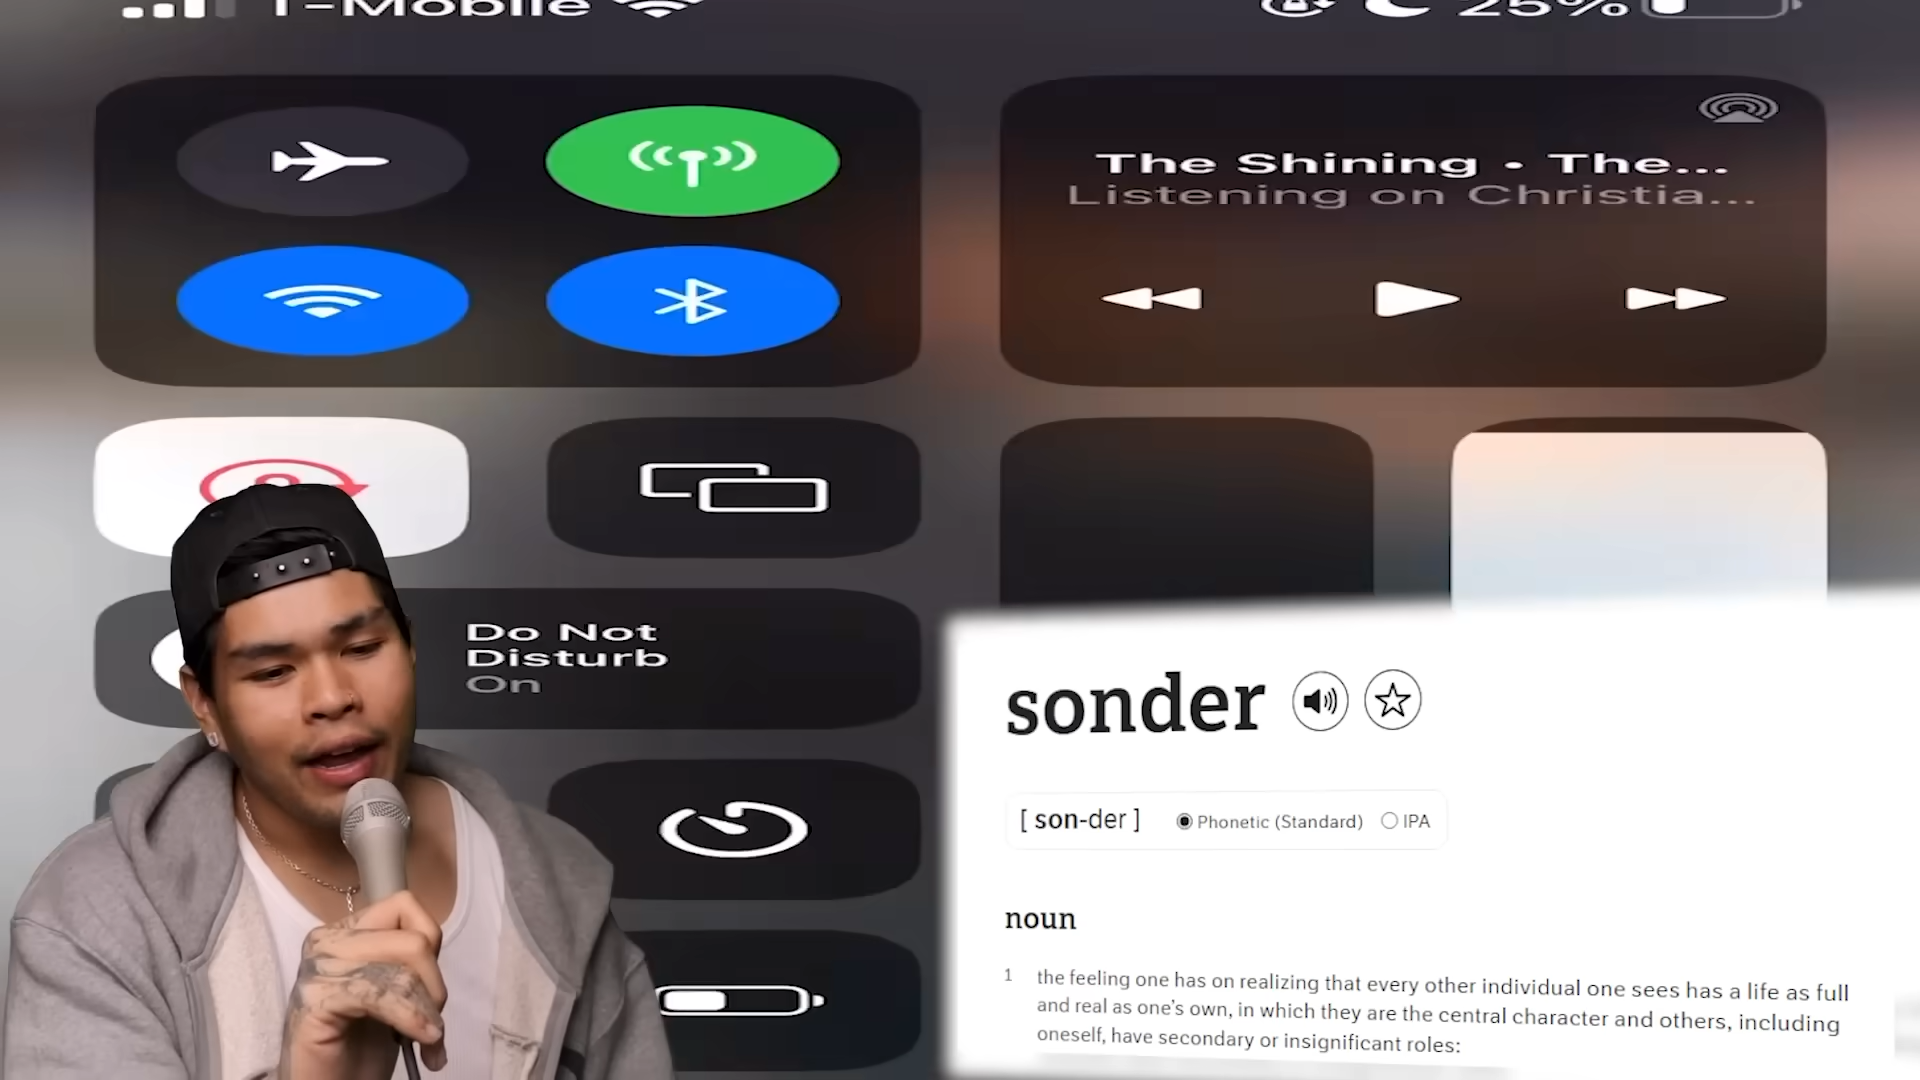 T-Mobile
25%
The Shining • The...
Listening on Christia...
Do Not
Disturb
On
sonder
[ son-der ]
Phonetic (Standard)
IPA
noun
1 the feeling one has on realizing that every other individual one sees has a life as full
and real as one's own, in which they are the central character and others, including
oneself, have secondary or insignificant roles: